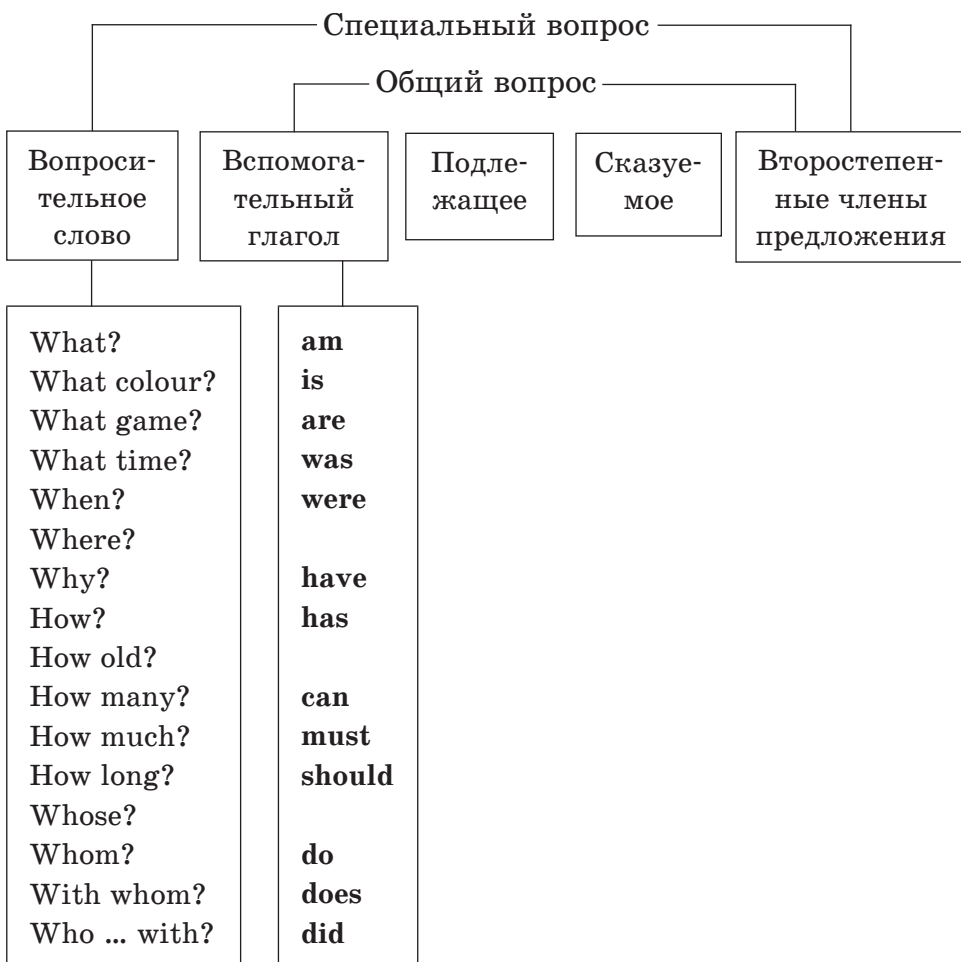 Специальный вопрос
Общий вопрос
Вопроси-
тельное
слово
Вспомога-
тельный
глагол
Подле-
жащее
Сказуе-
мое
Второстепен-
ные члены
предложения
What?
What colour?
What game?
What time?
When?
Where?
Why?
How?
How old?
How many?
How much?
How long?
Whose?
Whom?
With whom?
Who ... with?
am
is
are
was
were
have
has
can
must
should
do
does
did